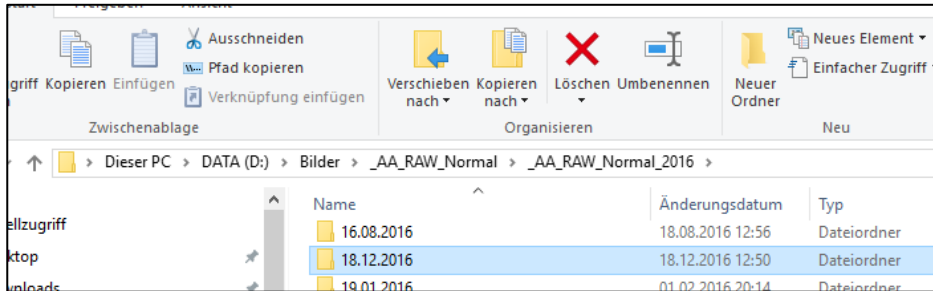 Ausschneiden
Pfad kopieren
Verknüpfung einfügen
Kopieren Einfügen
Zwischenablage
Verschieben nach
Kopieren nach
Löschen Umbenennen
Organisieren
Neuer Ordner
Neues Element
Einfacher Zugriff
Neu
Dieser PC > DATA (D:) > Bilder > _AA_RAW_Normal > _AA_RAW_Normal_2016 >
Name Änderungsdatum Typ
ellzugriff
16.08.2016 18.08.2016 12:56 Dateiordner
ktop
18.12.2016 18.12.2016 12:50 Dateiordner
wnloads
19.01.2016 01.02.2016 20:14 Dateiordner